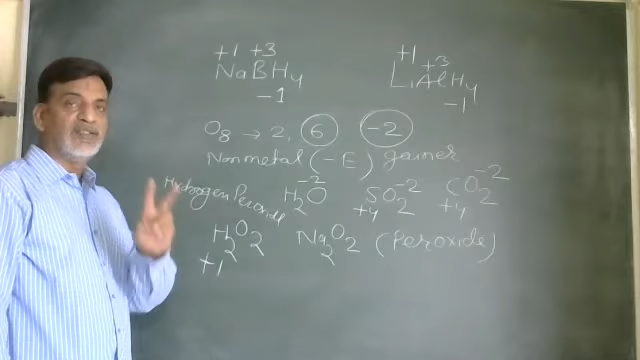 +1 +3 +1 +3
NaBH4 LiAlH4
-1 -1
O8 → 2, 6 -2
Nonmetal (-E) gainer
Hydrogen Peroxide H2O -2 SO2 -2 CO2 -2
+4 +4
H2O2 Na2O2 (Peroxide)
+1